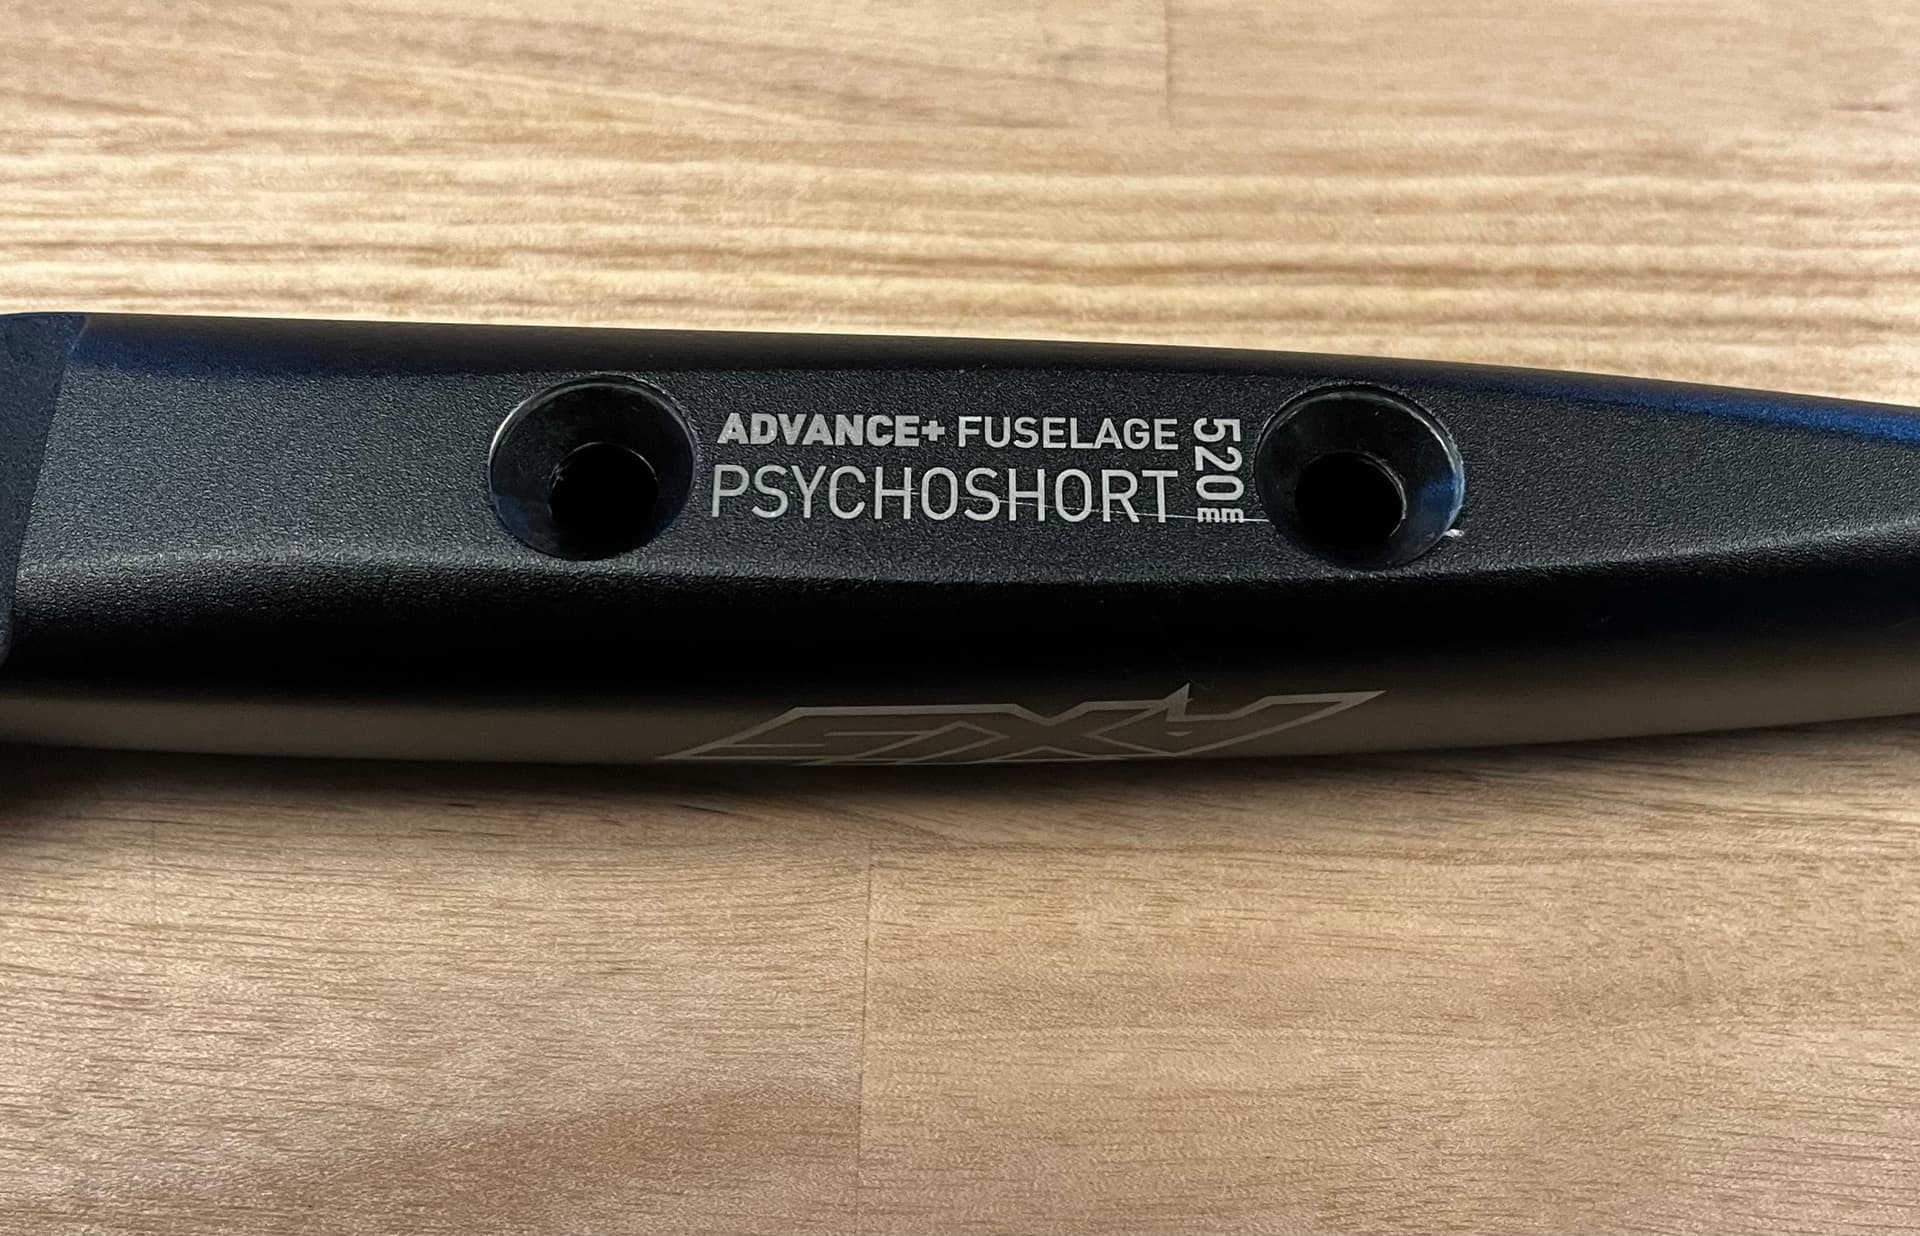 ADVANCE+ FUSELAGE
PSYCHOSHORT
520mm
AXIS